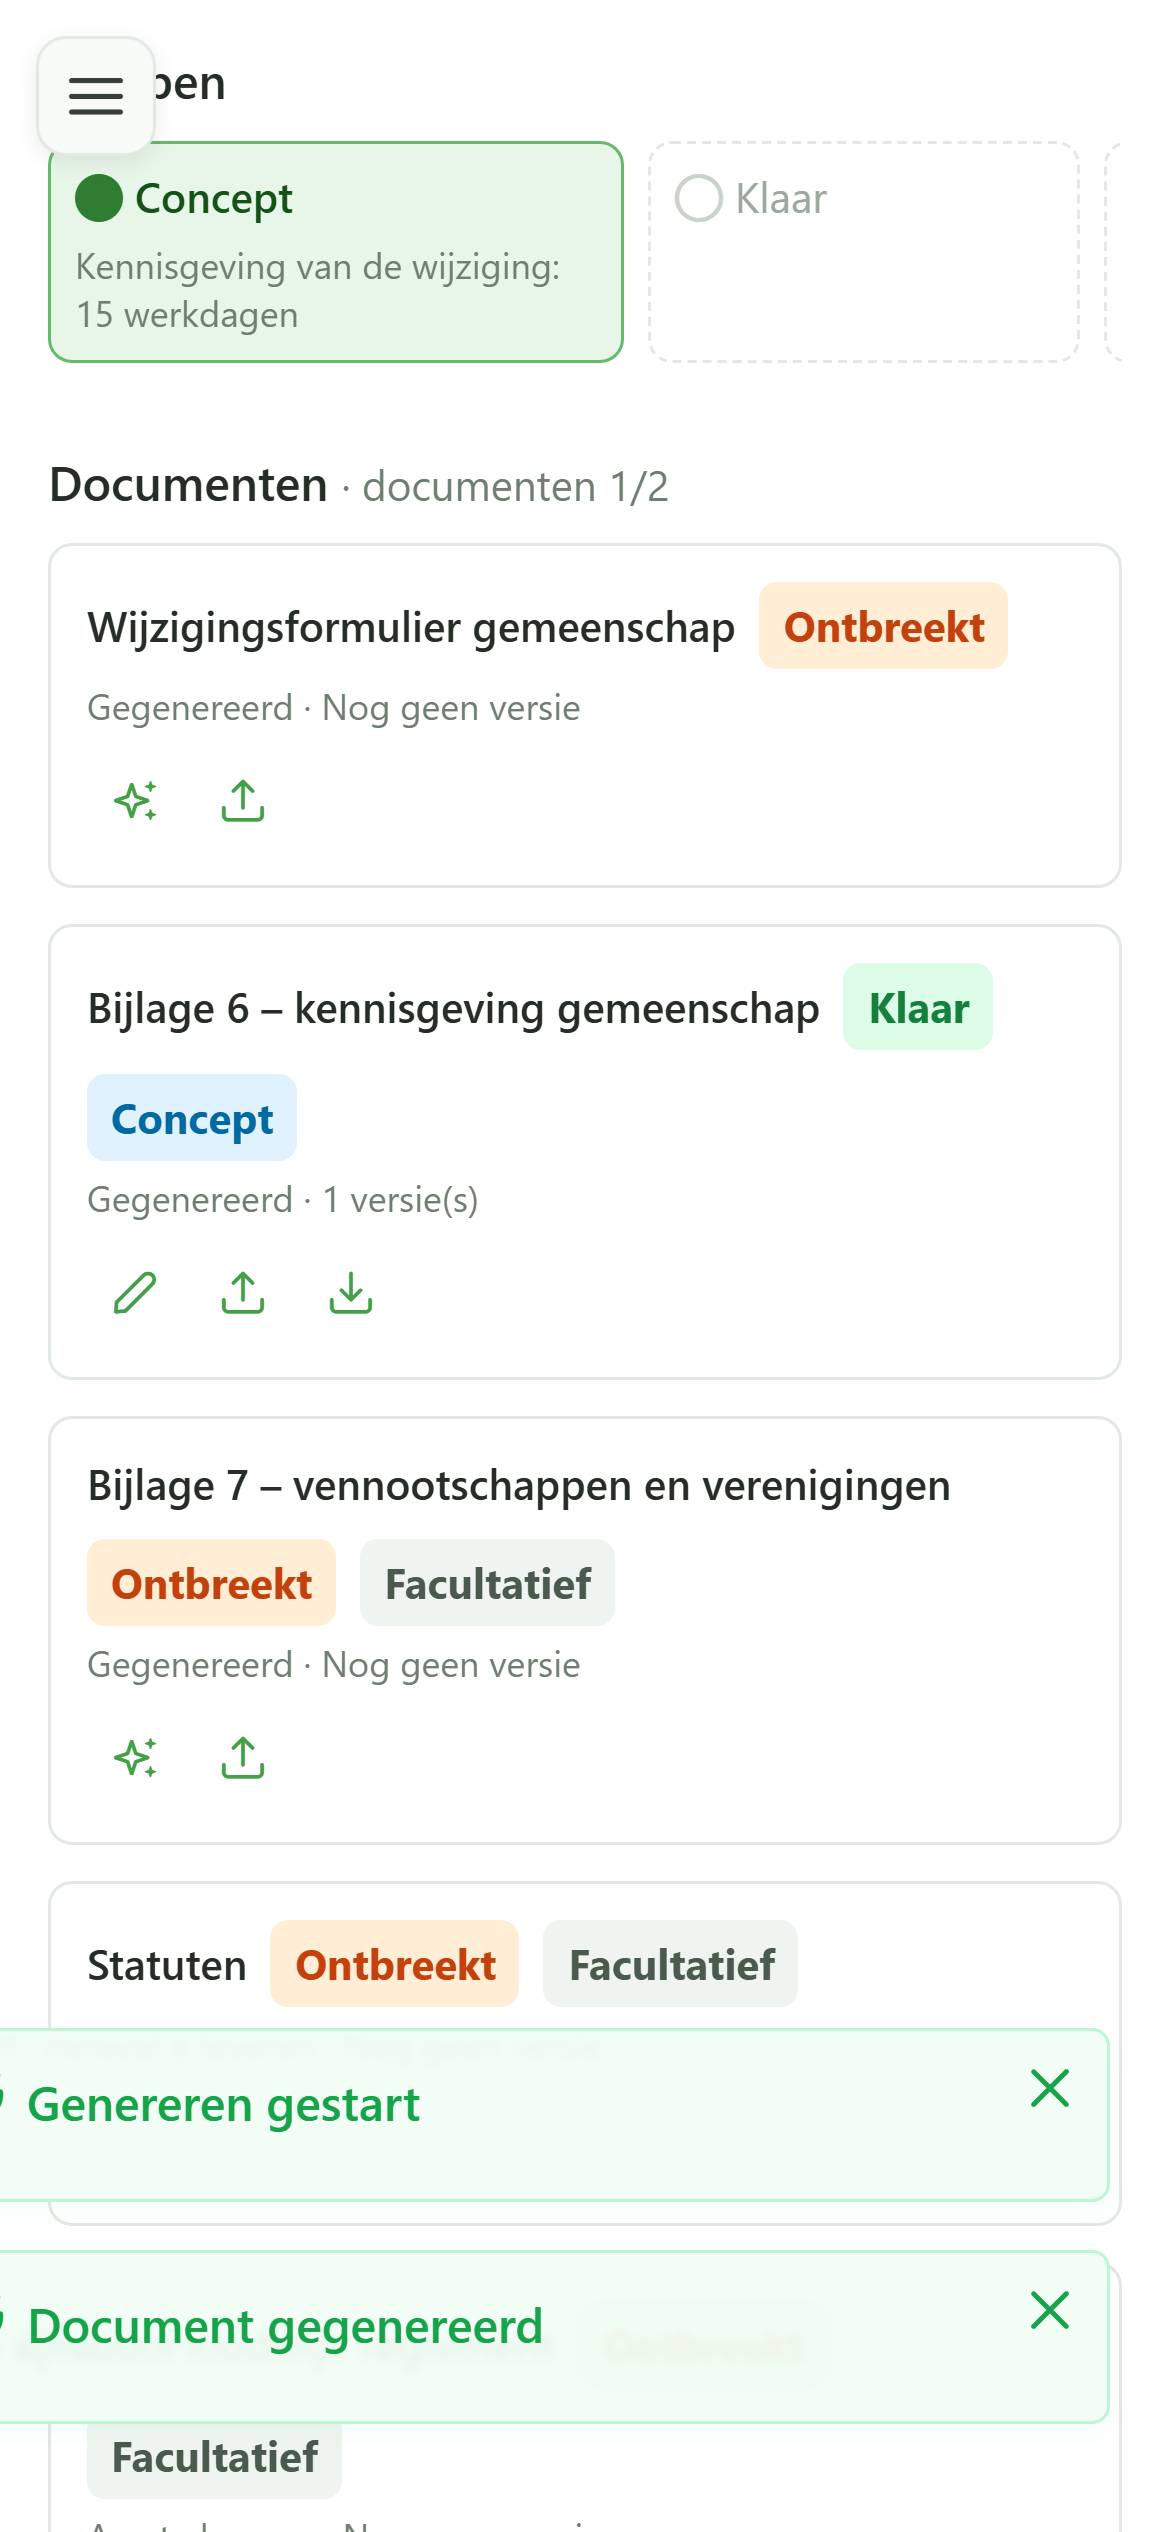 pen
Concept
Kennisgeving van de wijziging:
15 werkdagen
Klaar
Documenten · documenten 1/2
Wijzigingsformulier gemeenschap Ontbreekt
Gegenereerd · Nog geen versie
Bijlage 6 – kennisgeving gemeenschap Klaar
Concept
Gegenereerd · 1 versie(s)
Bijlage 7 – vennootschappen en verenigingen
Ontbreekt Facultatief
Gegenereerd · Nog geen versie
Statuten Ontbreekt Facultatief
Genereren gestart
Document gegenereerd
Facultatief